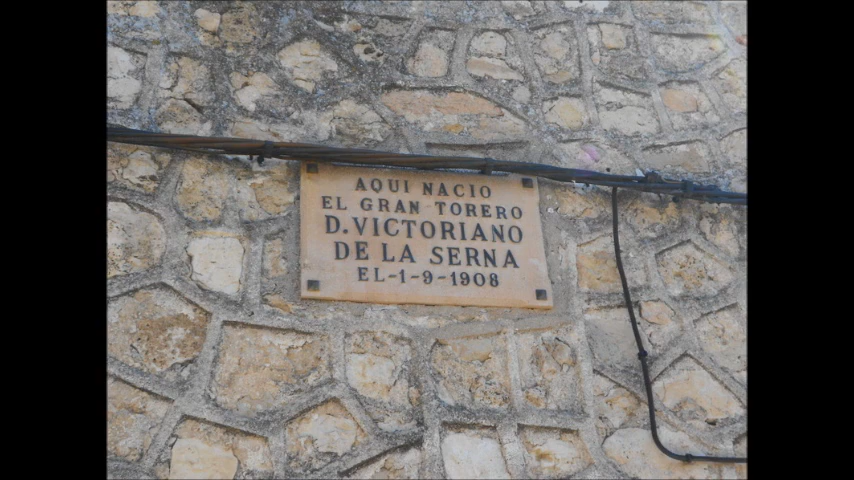 AQUI NACIO
EL GRAN TORERO
D. VICTORIANO
DE LA SERNA
EL-1-9-1908